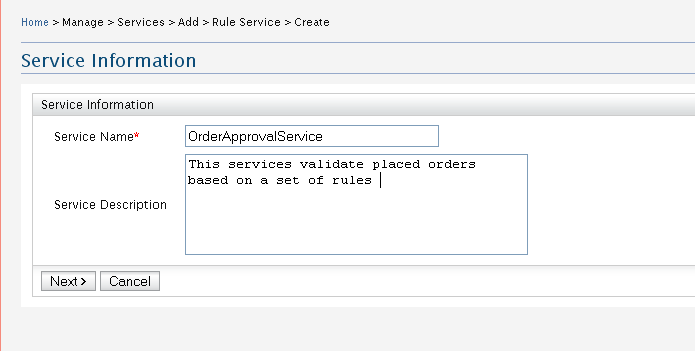 Home > Manage > Services > Add > Rule Service > Create
Service Information
Service Information
Service Name* OrderApprovalService
This services validate placed orders
based on a set of rules
Service Description
Next > Cancel